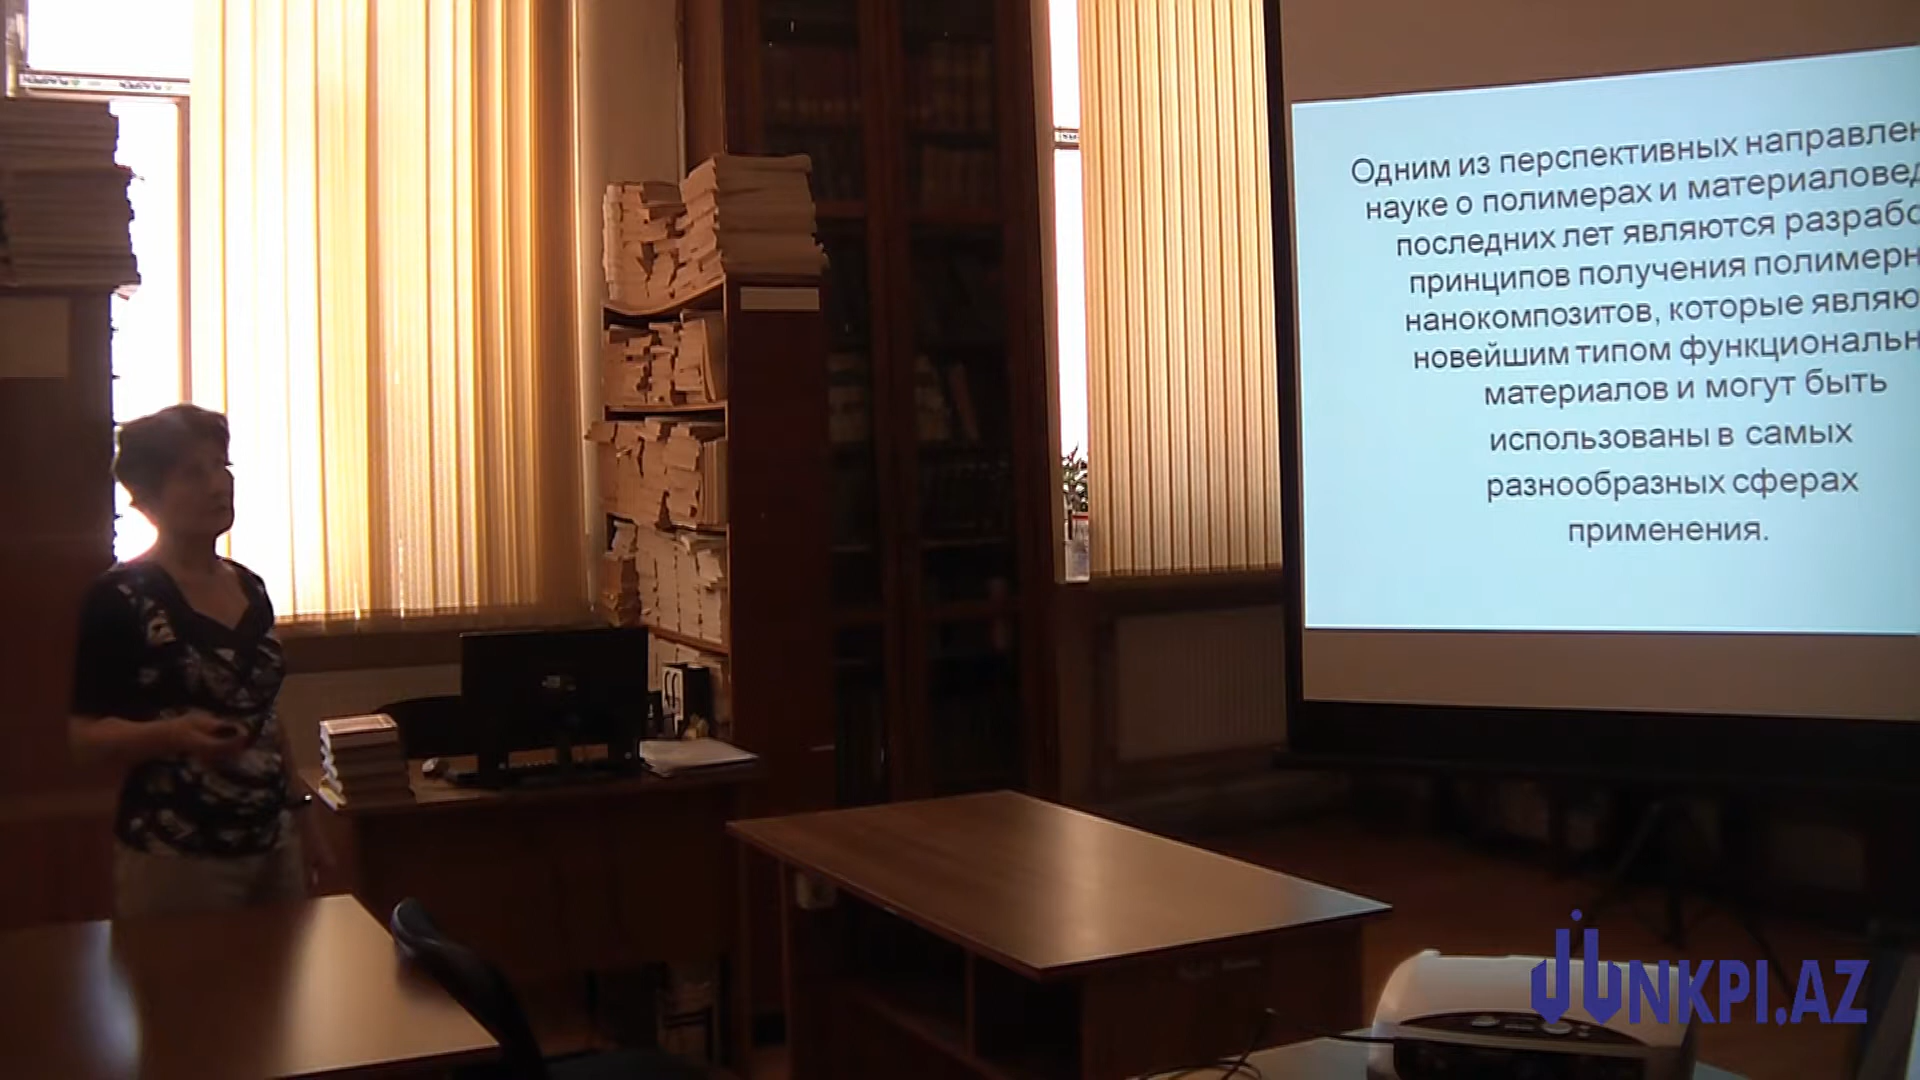 Одним из перспективных направлен
науке о полимерах и материаловед
последних лет являются разрабо
принципов получения полимерн
нанокомпозитов, которые являю
новейшим типом функциональн
материалов и могут быть
использованы в самых
разнообразных сферах
применения.
UNKPI.AZ